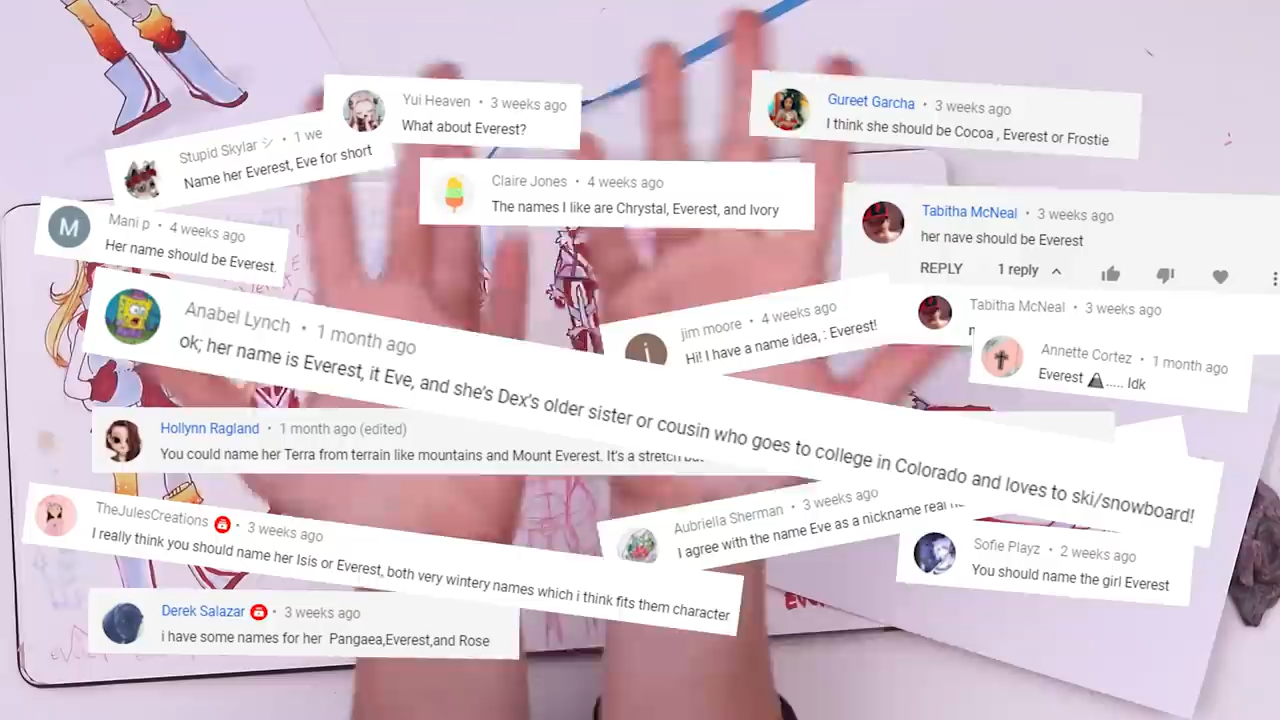 Yui Heaven • 3 weeks ago
What about Everest?
Gureet Garcha • 3 weeks ago
I think she should be Cocoa , Everest or Frostie
Stupid Skylar シ • 1 we
Name her Everest, Eve for short
Claire Jones • 4 weeks ago
The names I like are Chrystal, Everest, and Ivory
M
Mani p • 4 weeks ago
Her name should be Everest.
Tabitha McNeal • 3 weeks ago
her nave should be Everest
REPLY 1 reply
Anabel Lynch • 1 month ago
ok; her name is Everest, it Eve, and she's Dex's older sister or cousin who goes to college in Colorado and loves to ski/snowboard!
jim moore • 4 weeks ago
Hi! I have a name idea, : Everest!
Tabitha McNeal • 3 weeks ago
Annette Cortez • 1 month ago
Everest ..... Idk
Hollynn Ragland • 1 month ago (edited)
You could name her Terra from terrain like mountains and Mount Everest. It's a stretch
TheJulesCreations • 3 weeks ago
I really think you should name her Isis or Everest, both very wintery names which i think fits them character
Aubriella Sherman • 3 weeks ago
I agree with the name Eve as a nickname real
Sofie Playz • 2 weeks ago
You should name the girl Everest
Derek Salazar • 3 weeks ago
i have some names for her Pangaea,Everest,and Rose